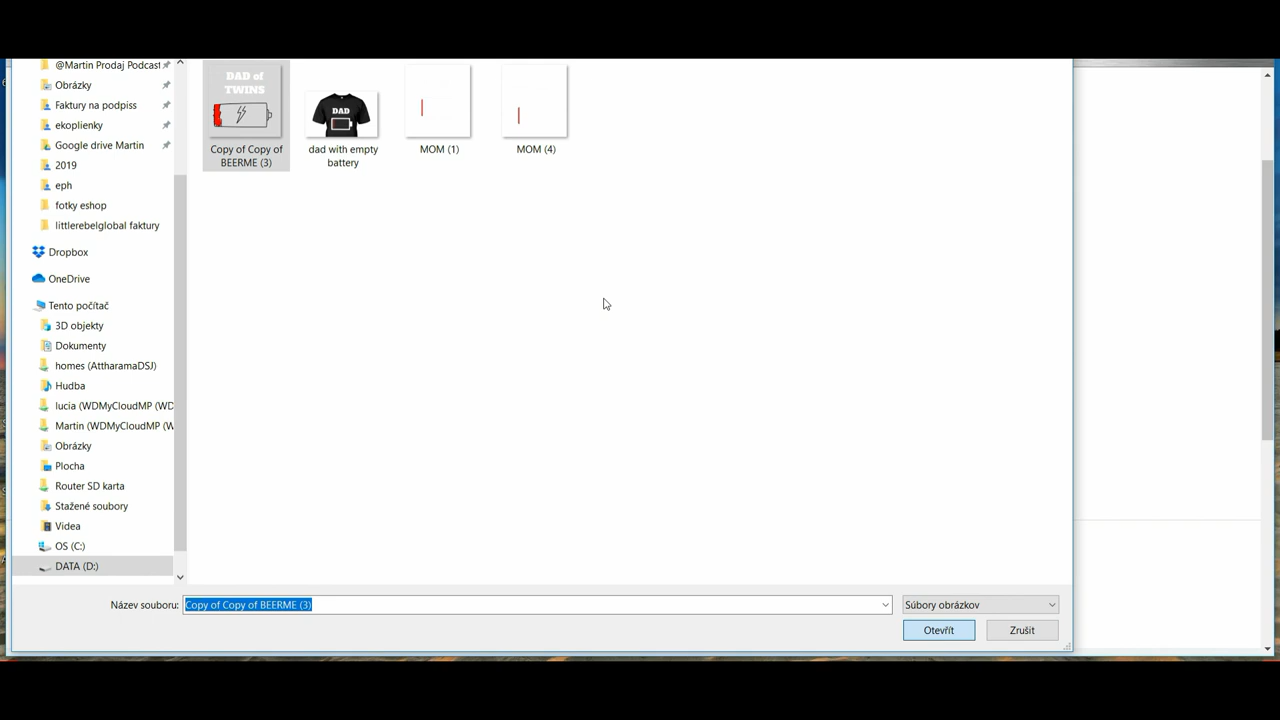 @Martin Prodaj Podcast
Obrázky
Faktury na podpiss
ekoplienky
Google drive Martin
2019
eph
fotky eshop
littlerebelglobal faktury
Dropbox
OneDrive
Tento počítač
3D objekty
Dokumenty
homes (AttharamaDSJ)
Hudba
lucia (WDMyCloudMP (WD
Martin (WDMyCloudMP (W
Obrázky
Plocha
Router SD karta
Stažené soubory
Videa
OS (C:)
DATA (D:)
DAD of
TWINS
Copy of Copy of
BEERME (3)
DAD
dad with empty
battery
MOM (1)
MOM (4)
Název souboru:
Copy of Copy of BEERME (3)
Súbory obrázkov
Otevřít
Zrušit